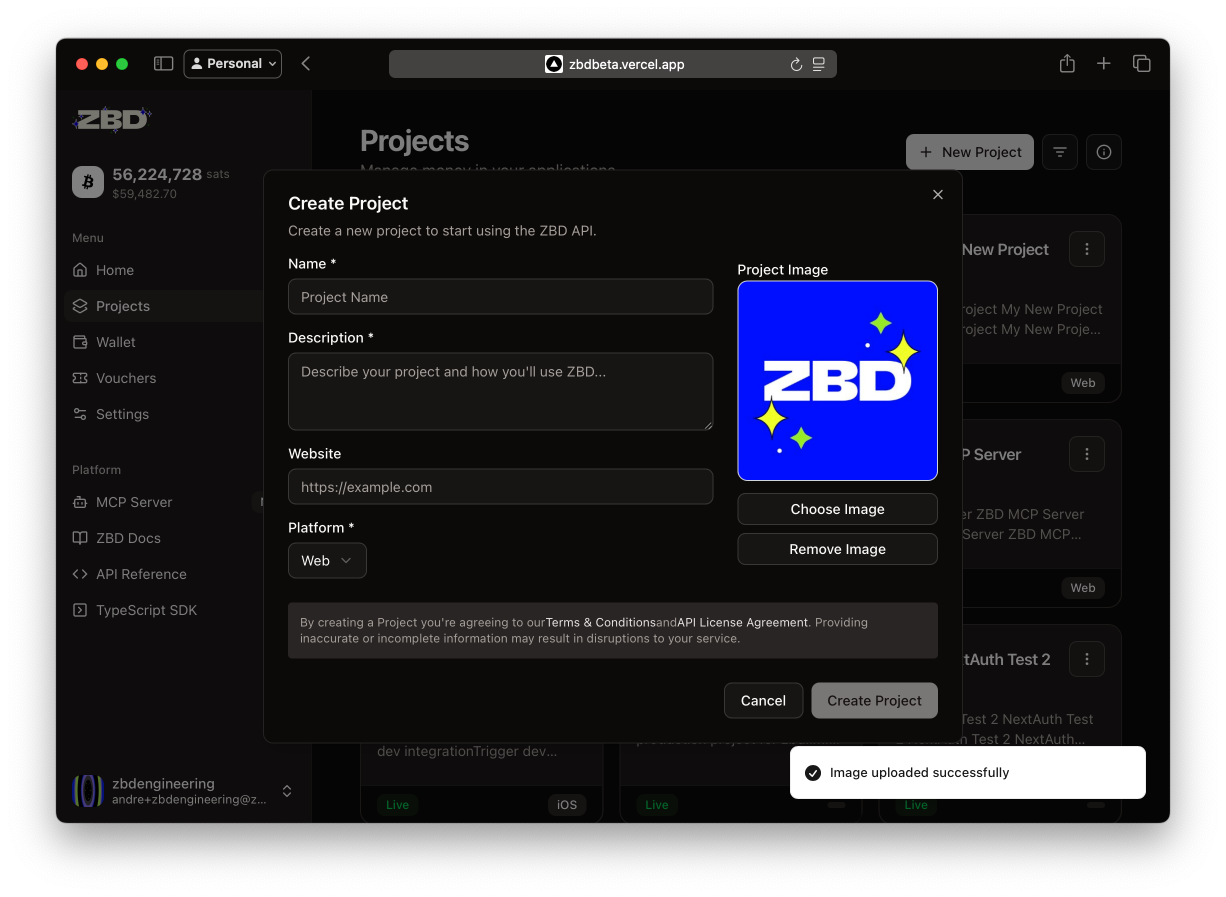 Personal
zbdbeta.vercel.app
ZBD
56,224,728 sats
$59,482.70
Menu
Home
Projects
Wallet
Vouchers
Settings
Platform
MCP Server
ZBD Docs
API Reference
TypeScript SDK
zbdengineering
andre+zbdengineering@z...
Projects
Manage money in your applications
New Project
Create Project
Create a new project to start using the ZBD API.
Name *
Project Name
Description *
Describe your project and how you'll use ZBD...
Website
https://example.com
Platform *
Web
Project Image
ZBD
Choose Image
Remove Image
By creating a Project you're agreeing to ourTerms & ConditionsandAPI License Agreement. Providing
inaccurate or incomplete information may result in disruptions to your service.
Cancel
Create Project
New Project
roject My New Project
roject My New Proje...
Web
P Server
er ZBD MCP Server
Server ZBD MCP...
Web
tAuth Test 2
Test 2 NextAuth Test
2 NextAuth Test 2 NextAuth...
dev integrationTrigger dev...
Live
iOS
Live
Live
Image uploaded successfully